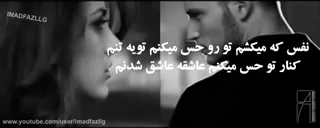 IMADFAZLLG
نفس که میکشم تو رو حس میکنم تویه تنم
کنار تو حس میکنم عاشقه عاشق شدنم
www.youtube.com/user/imadfazllg